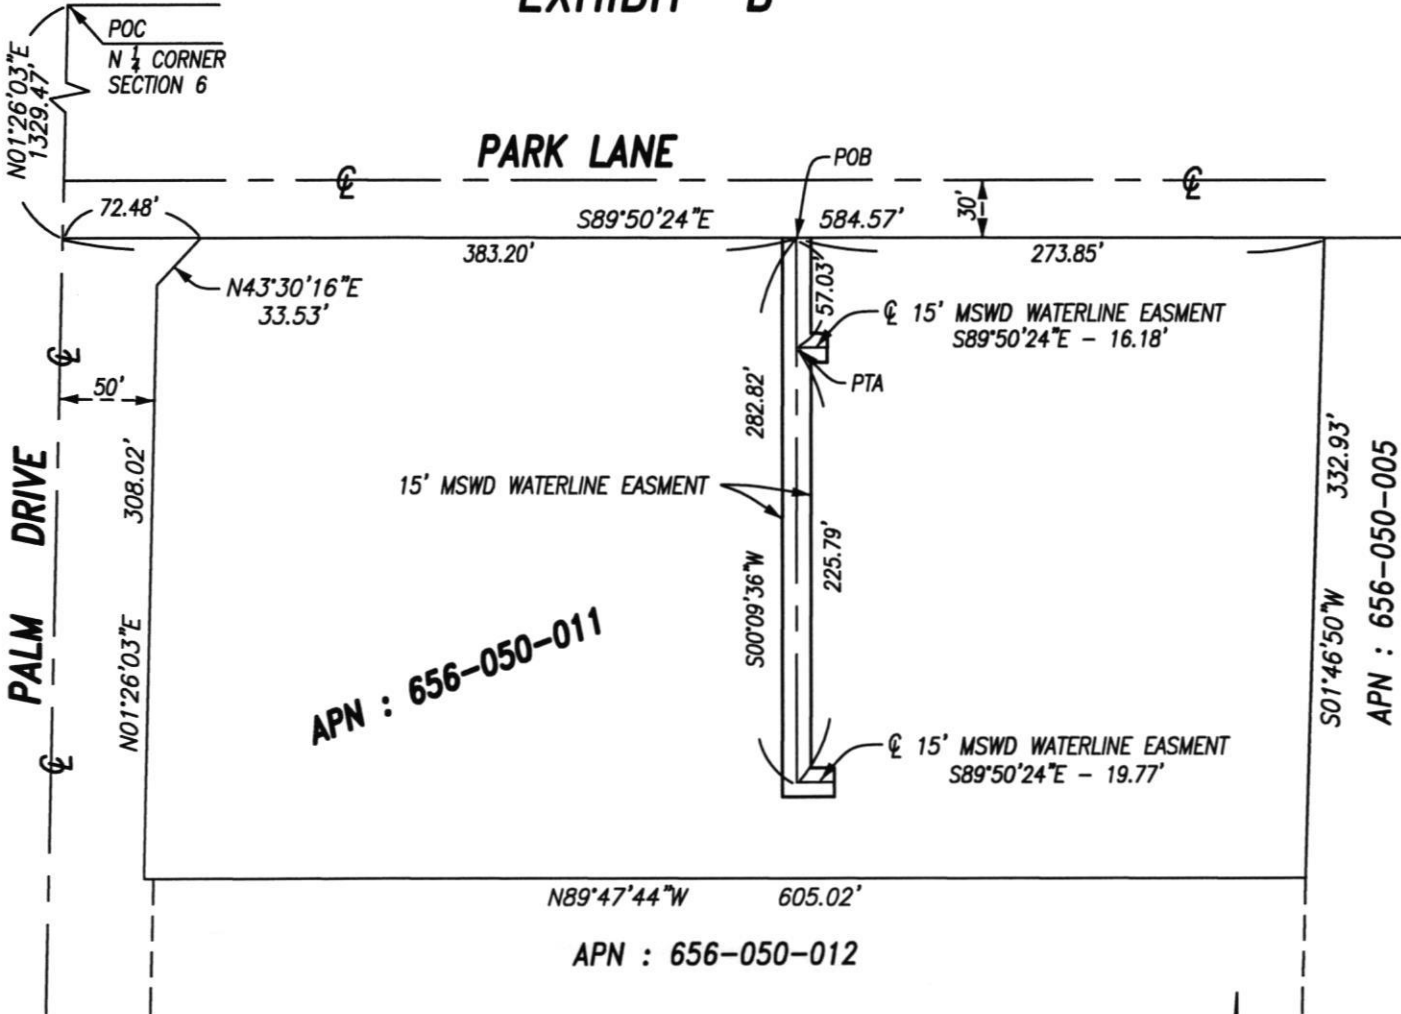 EXHIBIT "B"
POC
N 1/4 CORNER
SECTION 6
N01°26'03"E
1329.47'
PARK LANE
POB
℄
℄
30'
72.48'
S89°50'24"E
584.57'
383.20'
273.85'
N43°30'16"E
33.53'
57.03'
℄ 15' MSWD WATERLINE EASMENT
S89°50'24"E - 16.18'
PTA
℄
50'
282.82'
308.02'
332.93'
PALM DRIVE
15' MSWD WATERLINE EASMENT
225.79'
S00°09'36"W
APN : 656-050-005
APN : 656-050-011
N01°26'03"E
S01°46'50"W
℄
℄ 15' MSWD WATERLINE EASMENT
S89°50'24"E - 19.77'
N89°47'44"W
605.02'
APN : 656-050-012